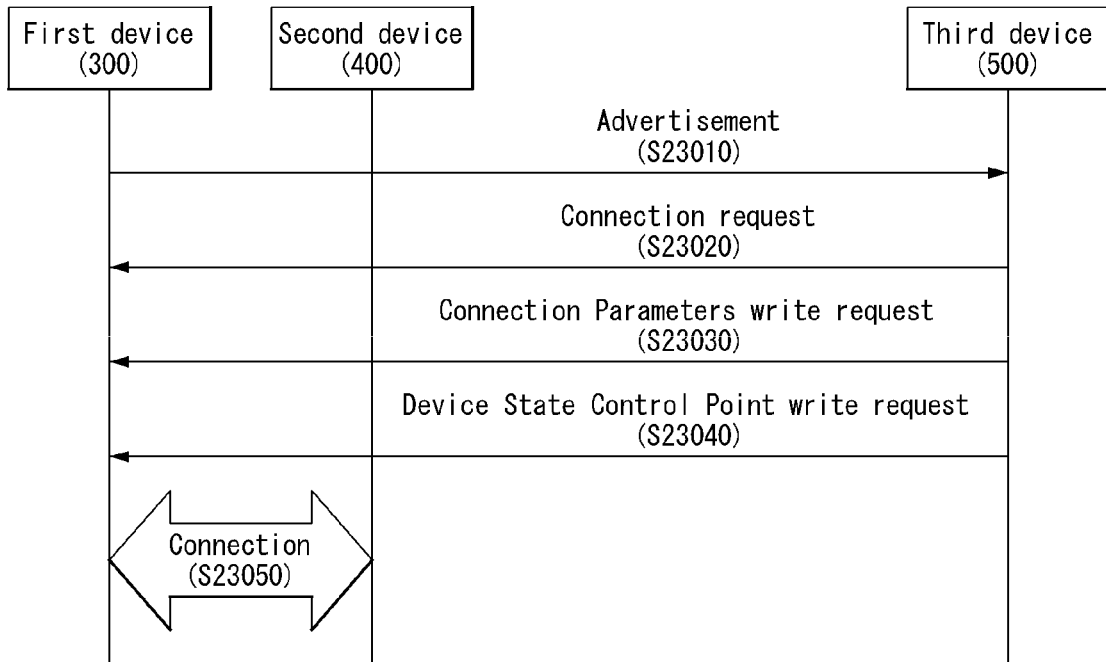 First device
(300)
Second device
(400)
Third device
(500)
Advertisement
(S23010)
Connection request
(S23020)
Connection Parameters write request
(S23030)
Device State Control Point write request
(S23040)
Connection
(S23050)